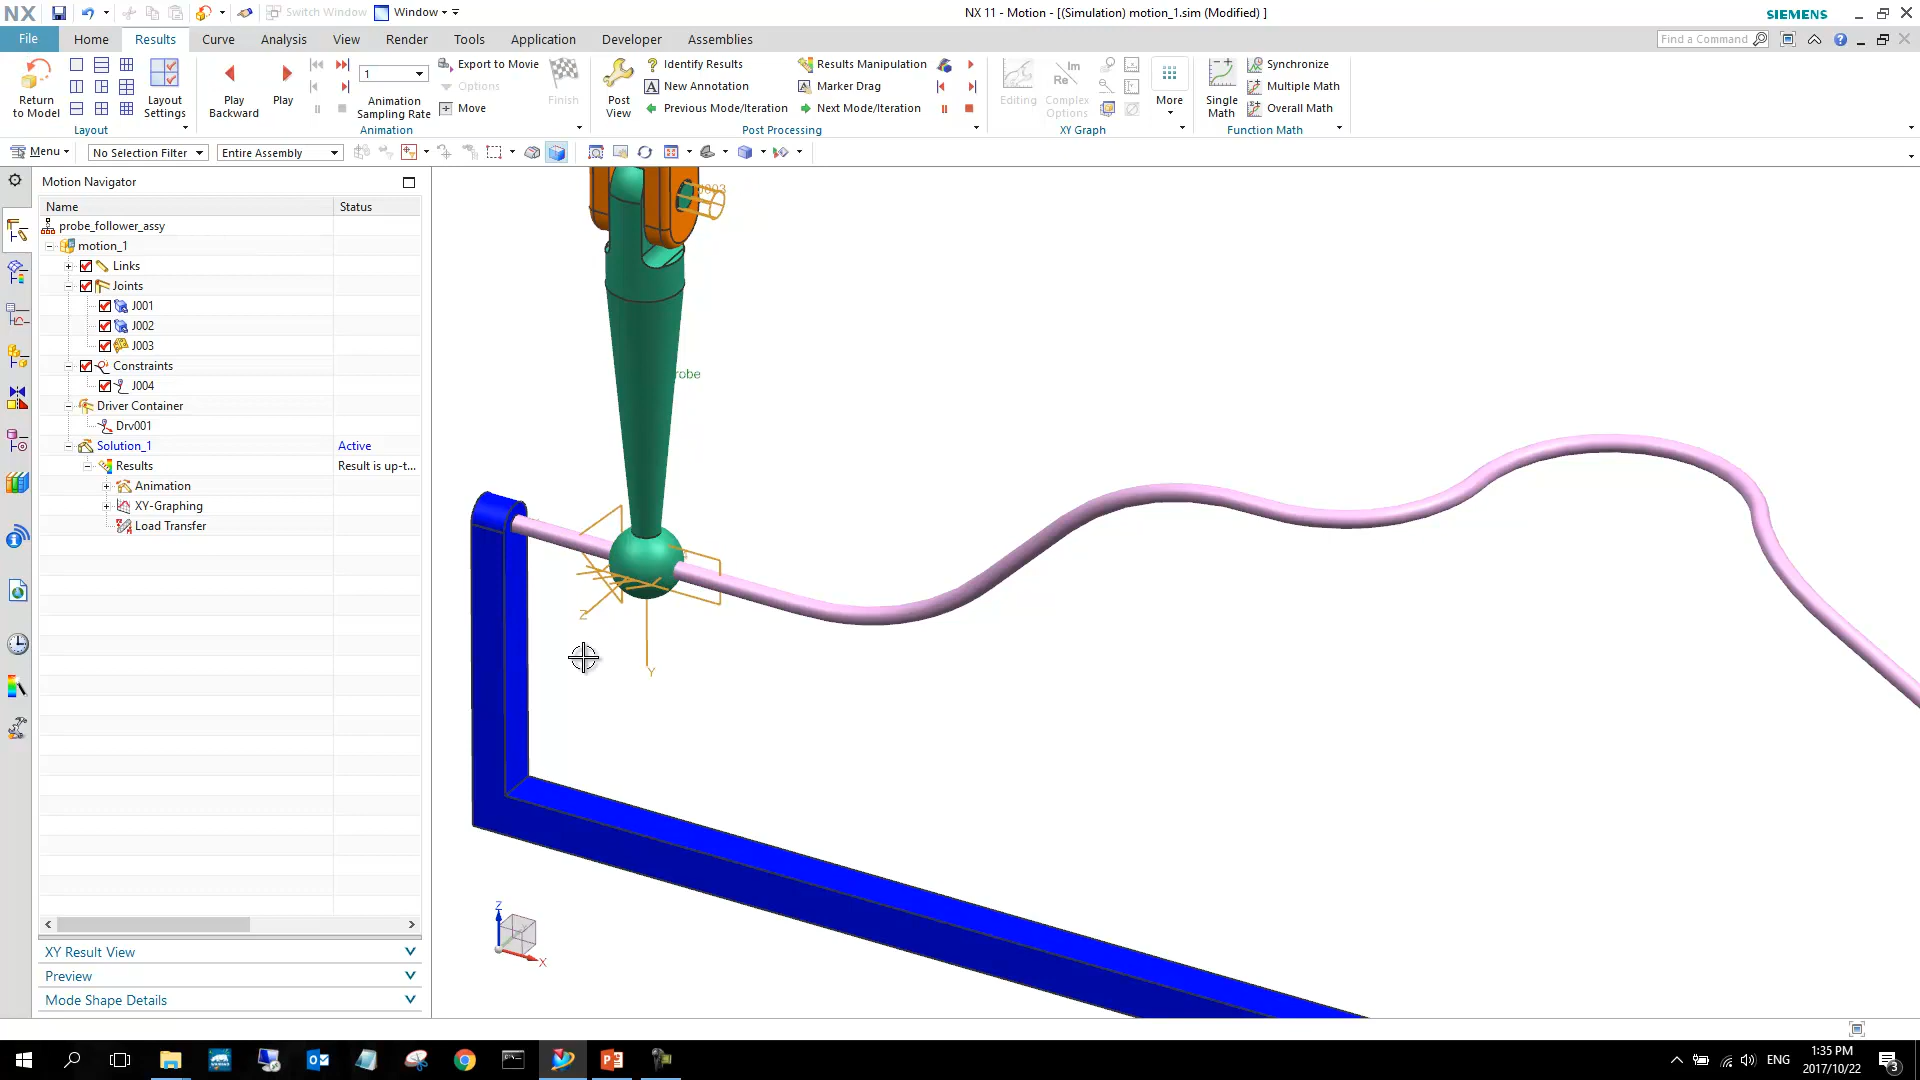 NX
Switch Window
Window
NX 11 - Motion - [(Simulation) motion_1.sim (Modified) ]
SIEMENS
File
Home
Results
Curve
Analysis
View
Render
Tools
Application
Developer
Assemblies
Find a Command
Return
to Model
Layout
Settings
Layout
Play
Backward
Play
1
Animation
Sampling Rate
Export to Movie
Options
Move
Finish
Animation
Post
View
Identify Results
New Annotation
Previous Mode/Iteration
Results Manipulation
Marker Drag
Next Mode/Iteration
Post Processing
Editing
Complex
Options
More
XY Graph
Single
Math
Synchronize
Multiple Math
Overall Math
Function Math
Menu
No Selection Filter
Entire Assembly
Motion Navigator
Name
Status
probe_follower_assy
motion_1
Links
Joints
J001
J002
J003
Constraints
J004
Driver Container
Drv001
Solution_1
Active
Results
Result is up-t...
Animation
XY-Graphing
Load Transfer
XY Result View
Preview
Mode Shape Details
J003
robe
Z
Y
Z
X
ENG
1:35 PM
2017/10/22
3